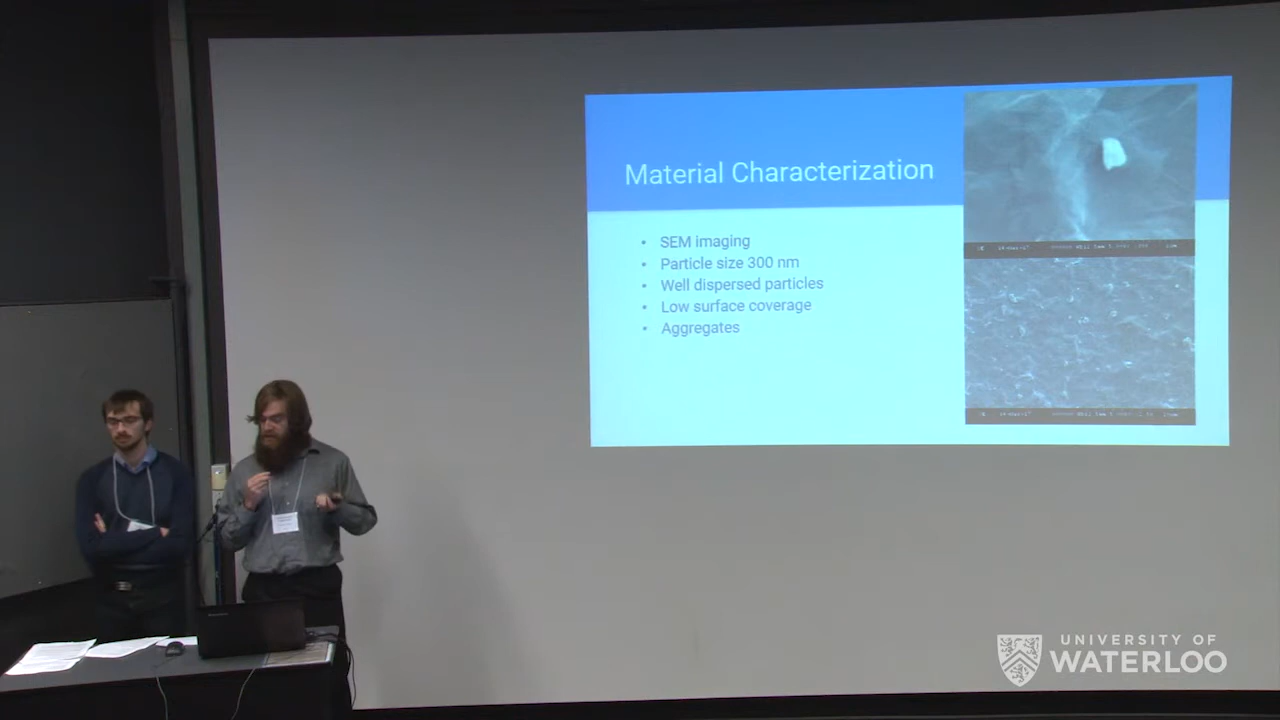 Material Characterization
• SEM imaging
• Particle size 300 nm
• Well dispersed particles
• Low surface coverage
• Aggregates
UNIVERSITY OF
WATERLOO